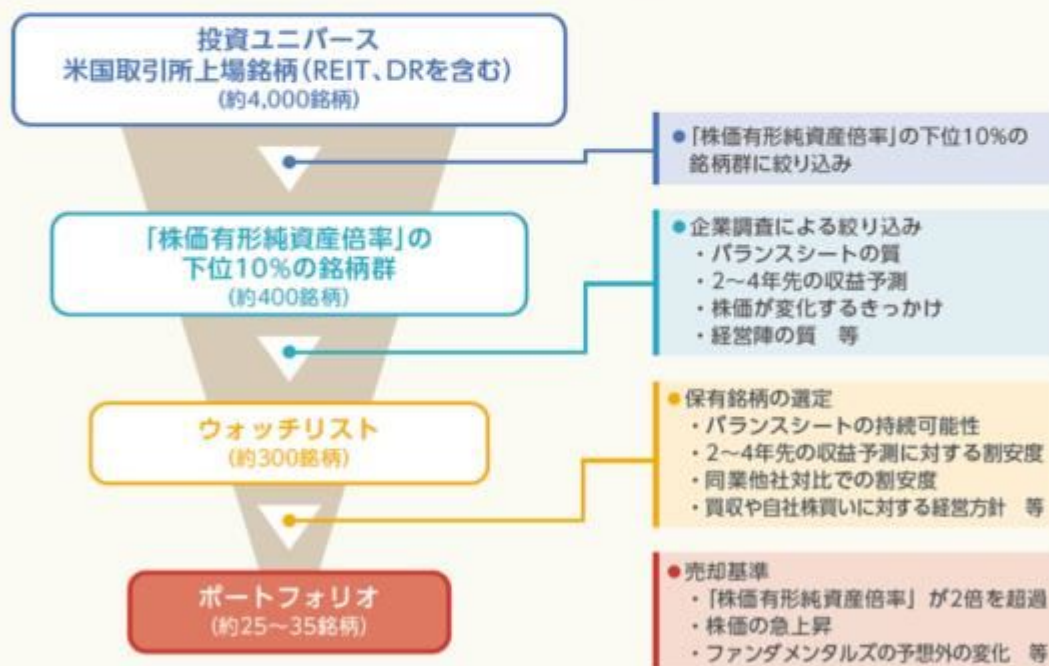 投資ユニバース
米国取引所上場銘柄(REIT、DRを含む)
(約4,000銘柄)
●「株価有形純資産倍率」の下位10%の
銘柄群に絞り込み
「株価有形純資産倍率」の
下位10%の銘柄群
(約400銘柄)
●企業調査による絞り込み
・バランスシートの質
・2~4年先の収益予測
・株価が変化するきっかけ
・経営陣の質 等
ウォッチリスト
(約300銘柄)
●保有銘柄の選定
・バランスシートの持続可能性
・2~4年先の収益予測に対する割安度
・同業他社対比での割安度
・買収や自社株買いに対する経営方針 等
ポートフォリオ
(約25~35銘柄)
●売却基準
・「株価有形純資産倍率」が2倍を超過
・株価の急上昇
・ファンダメンタルズの予想外の変化 等